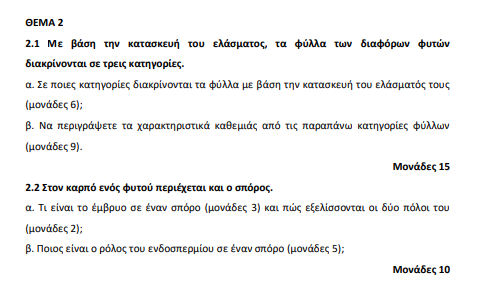 ΘΕΜΑ 2
2.1 Με βάση την κατασκευή του ελάσματος, τα φύλλα των διαφόρων φυτών
διακρίνονται σε τρεις κατηγορίες.
α. Σε ποιες κατηγορίες διακρίνονται τα φύλλα με βάση την κατασκευή του ελάσματός τους
(μονάδες 6);
β. Να περιγράψετε τα χαρακτηριστικά καθεμιάς από τις παραπάνω κατηγορίες φύλλων
(μονάδες 9).
Μονάδες 15
2.2 Στον καρπό ενός φυτού περιέχεται και ο σπόρος.
α. Τι είναι το έμβρυο σε έναν σπόρο (μονάδες 3) και πώς εξελίσσονται οι δύο πόλοι του
(μονάδες 2);
β. Ποιος είναι ο ρόλος του ενδοσπερμίου σε έναν σπόρο (μονάδες 5);
Μονάδες 10